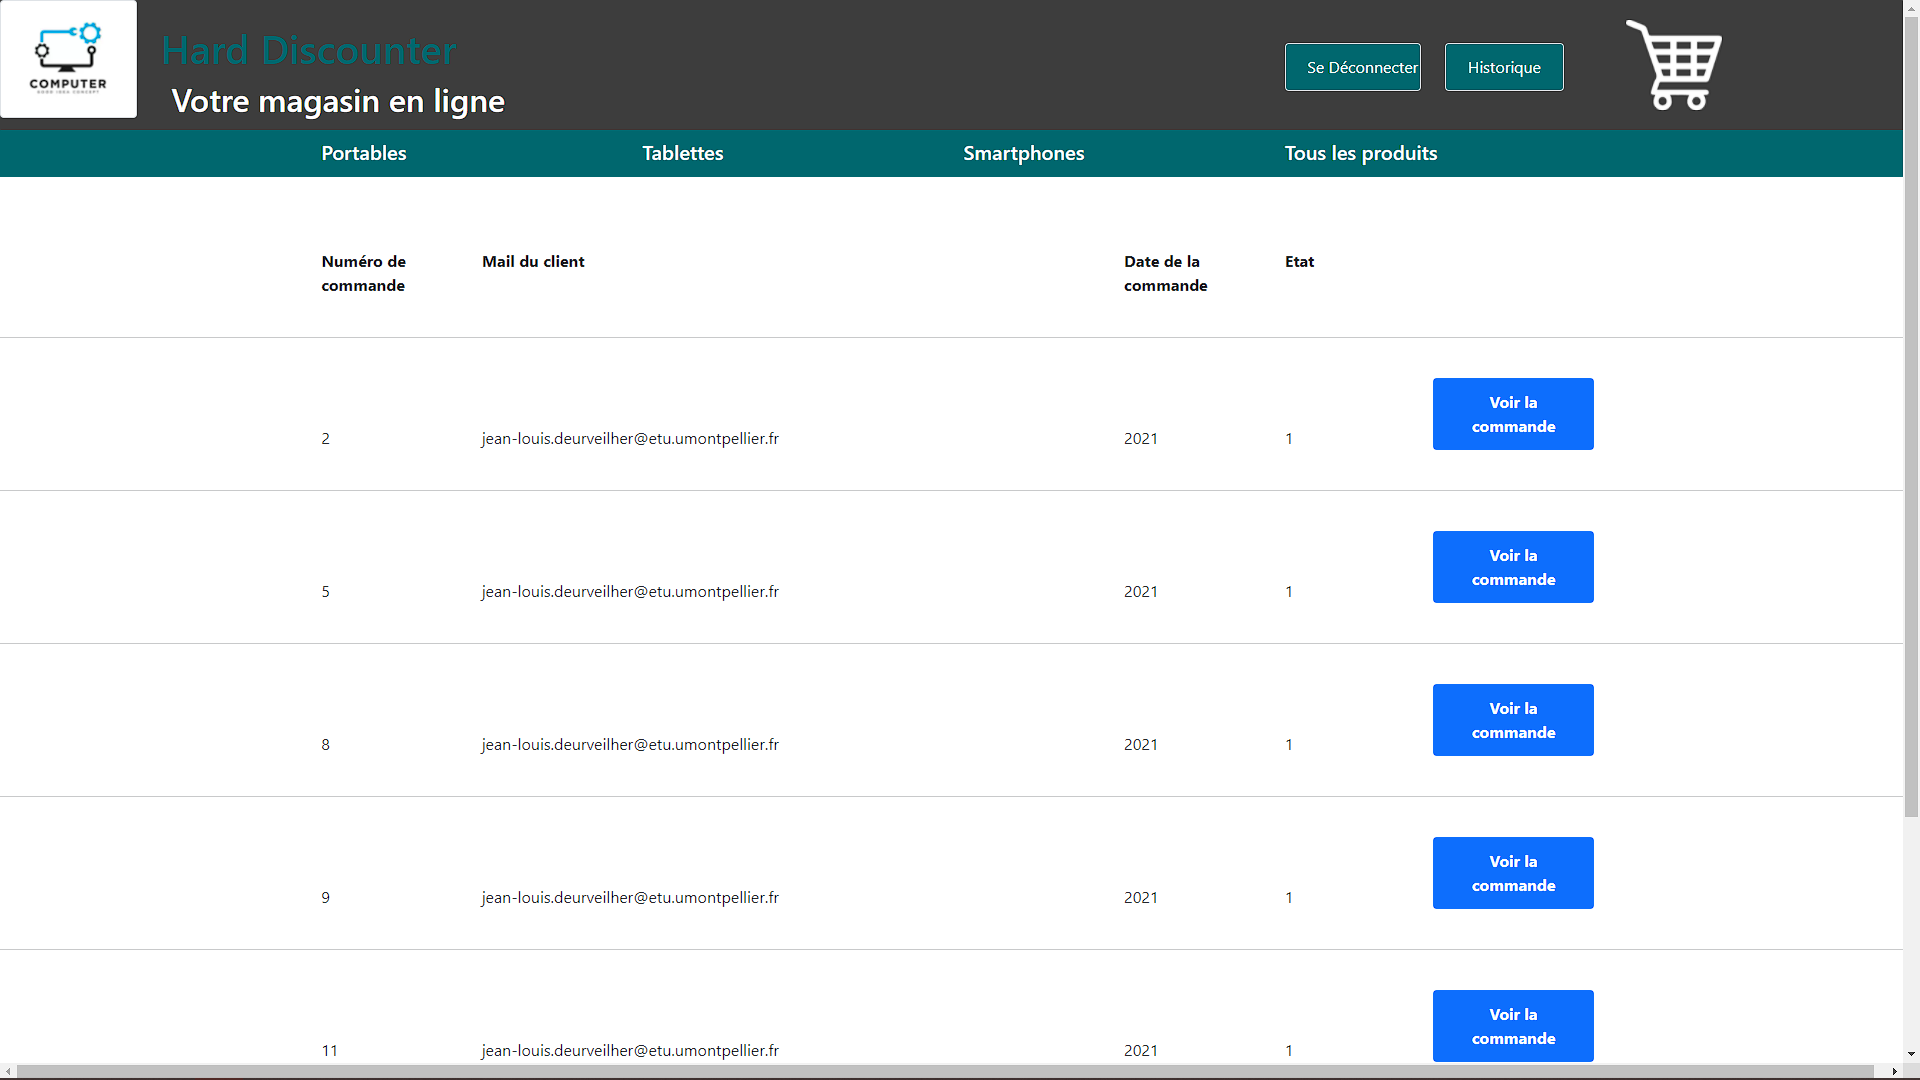 COMPUTER
Hard Discounter
Votre magasin en ligne
Se Déconnecter
Historique
Portables
Tablettes
Smartphones
Tous les produits
Numéro de
commande
Mail du client
Date de la
commande
Etat
Voir la
commande
2
jean-louis.deurveilher@etu.umontpellier.fr
2021
1
Voir la
commande
5
jean-louis.deurveilher@etu.umontpellier.fr
2021
1
Voir la
commande
8
jean-louis.deurveilher@etu.umontpellier.fr
2021
1
Voir la
commande
9
jean-louis.deurveilher@etu.umontpellier.fr
2021
1
Voir la
commande
11
jean-louis.deurveilher@etu.umontpellier.fr
2021
1